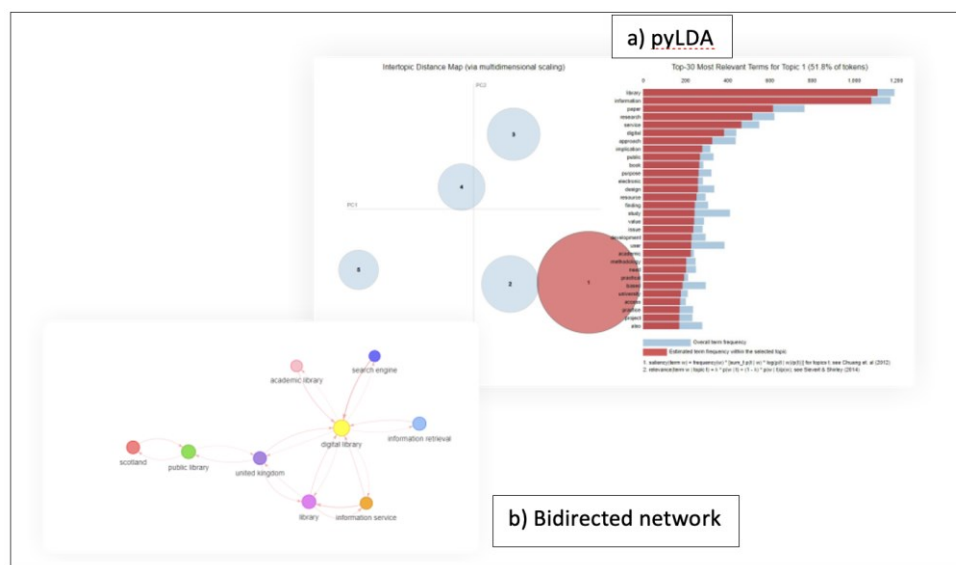 a) pyLDA
Intertopic Distance Map (via multidimensional scaling)
Top-30 Most Relevant Terms for Topic 1 (51.8% of tokens)
PC2
PC1
4
2
1
0 200 400 600 800 1,000 1,200
library
information
paper
research
service
digital
approach
implication
public
book
purpose
electronic
design
resource
finding
study
value
issue
development
user
academic
methodology
need
practical
based
university
access
practice
project
also
Overall term frequency
Estimated term frequency within the selected topic
academic library
search engine
digital library
information retrieval
scotland
public library
united kingdom
library
information service
b) Bidirected network